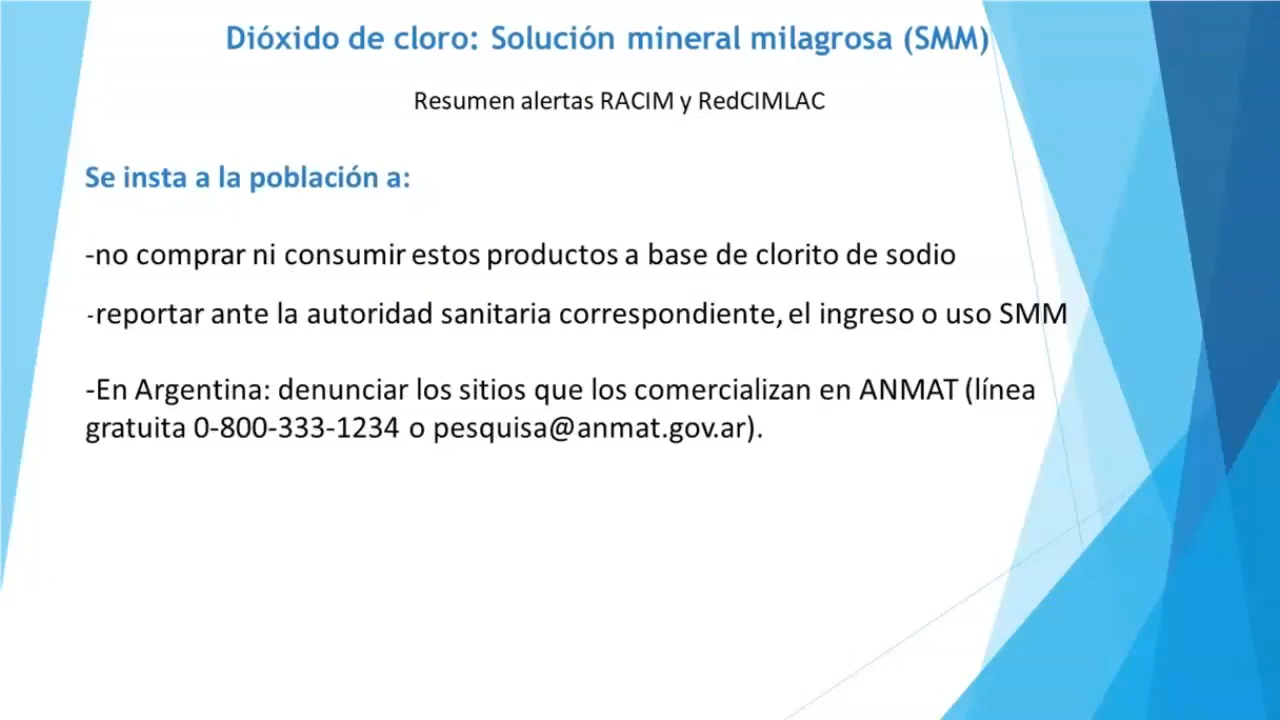 Dióxido de cloro: Solución mineral milagrosa (SMM)
Resumen alertas RACIM y RedCIMLAC
Se insta a la población a:
-no comprar ni consumir estos productos a base de clorito de sodio
-reportar ante la autoridad sanitaria correspondiente, el ingreso o uso SMM
-En Argentina: denunciar los sitios que los comercializan en ANMAT (línea
gratuita 0-800-333-1234 o pesquisa@anmat.gov.ar).